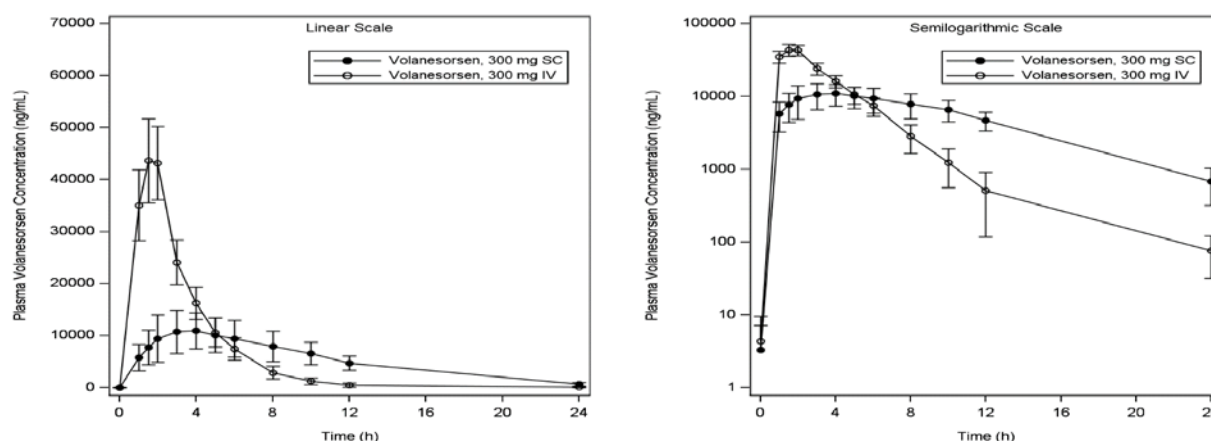 Linear Scale
Volanesorsen, 300 mg SC
Volanesorsen, 300 mg IV
Plasma Volanesorsen Concentration (ng/mL)
70000
60000
50000
40000
30000
20000
10000
0
0 4 8 12 16 20 24
Time (h)
Semilogarithmic Scale
Volanesorsen, 300 mg SC
Volanesorsen, 300 mg IV
Plasma Volanesorsen Concentration (ng/mL)
100000
10000
1000
100
10
1
0 4 8 12 16 20
Time (h)